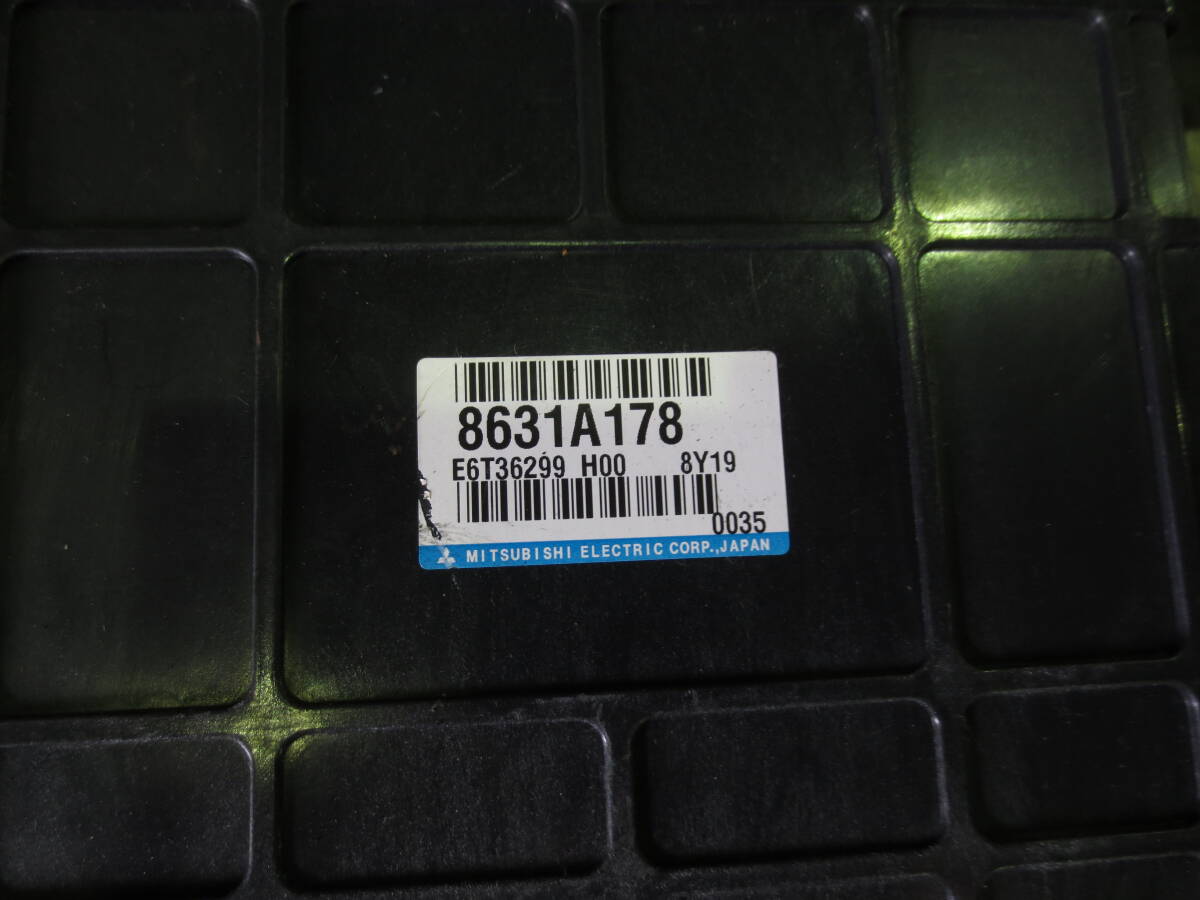 8631A178
E6T36299 H00 8Y19
0035
MITSUBISHI ELECTRIC CORP.,JAPAN